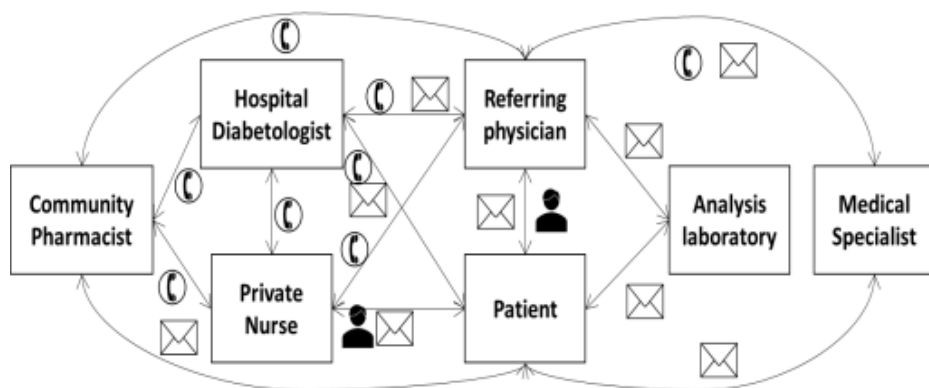 Hospital
Diabetologist
Referring
physician
Community
Pharmacist
Analysis
laboratory
Medical
Specialist
Private
Nurse
Patient